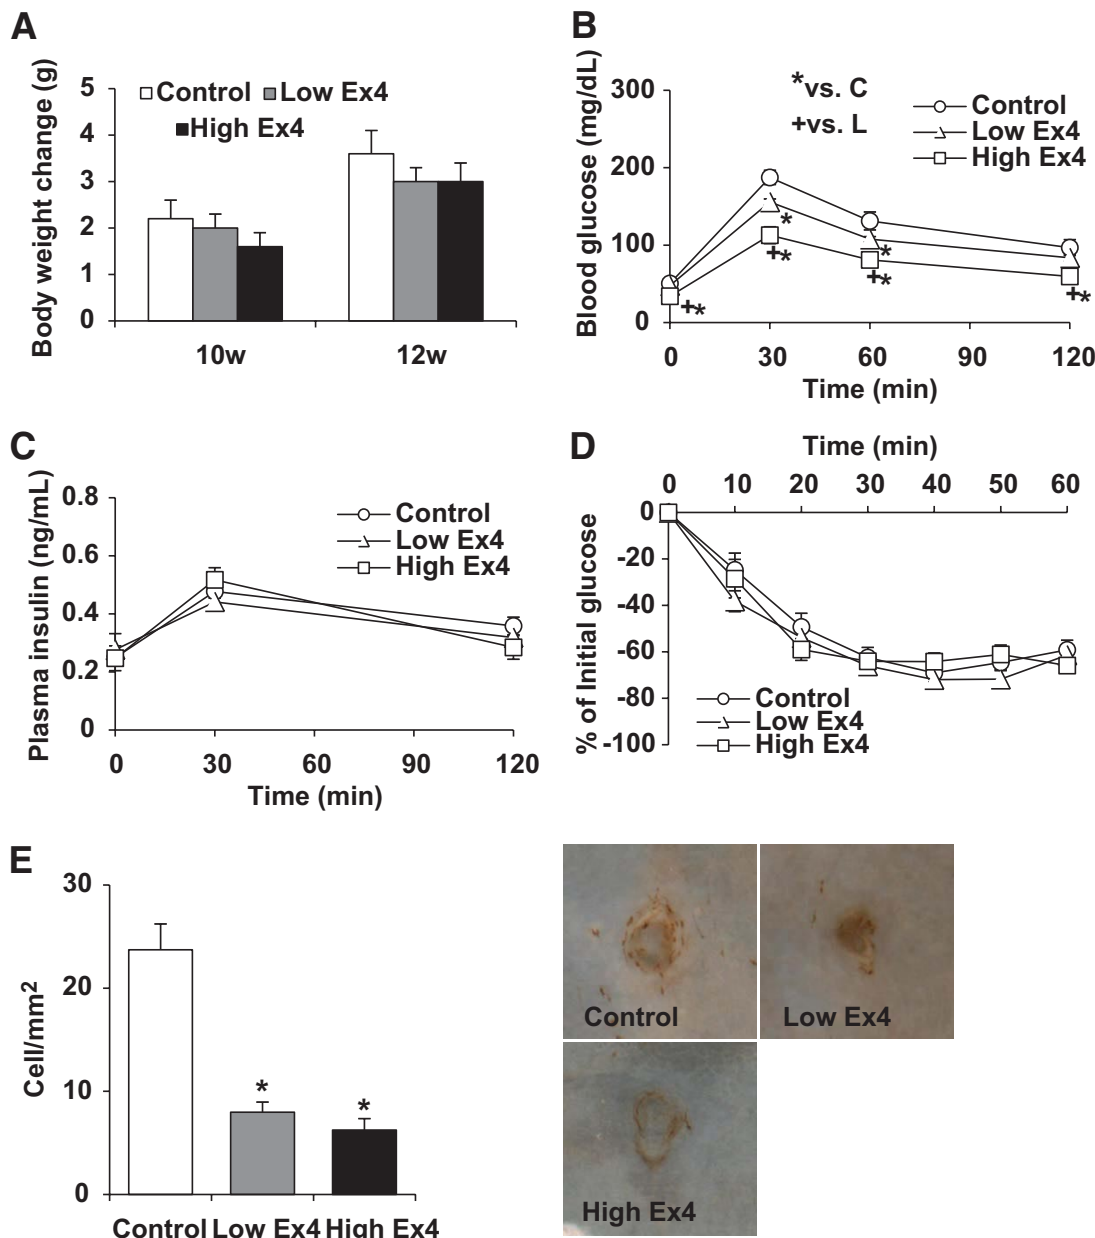 A
Body weight change (g)
5
4
3
2
1
0
Control
Low Ex4
High Ex4
10w
12w
B
Blood glucose (mg/dL)
300
200
100
0
*vs. C
+vs. L
Control
Low Ex4
High Ex4
*
+*
*
+*
+*
+*
0 30 60 90 120
Time (min)
C
Plasma insulin (ng/mL)
0.8
0.6
0.4
0.2
0
Control
Low Ex4
High Ex4
0 30 60 90 120
Time (min)
D
Time (min)
0 10 20 30 40 50 60
% of Initial glucose
0
-20
-40
-60
-80
-100
Control
Low Ex4
High Ex4
E
Cell/mm2
30
20
10
0
*
*
Control Low Ex4 High Ex4
Control
Low Ex4
High Ex4